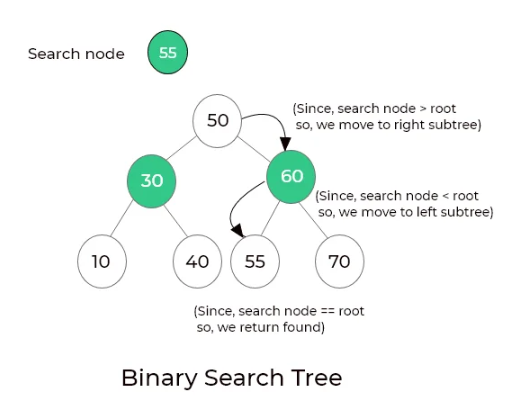 Search node 55
50
(Since, search node > root
so, we move to right subtree)
30
60
(Since, search node < root
so, we move to left subtree)
10 40 55 70
(Since, search node == root
so, we return found)
Binary Search Tree